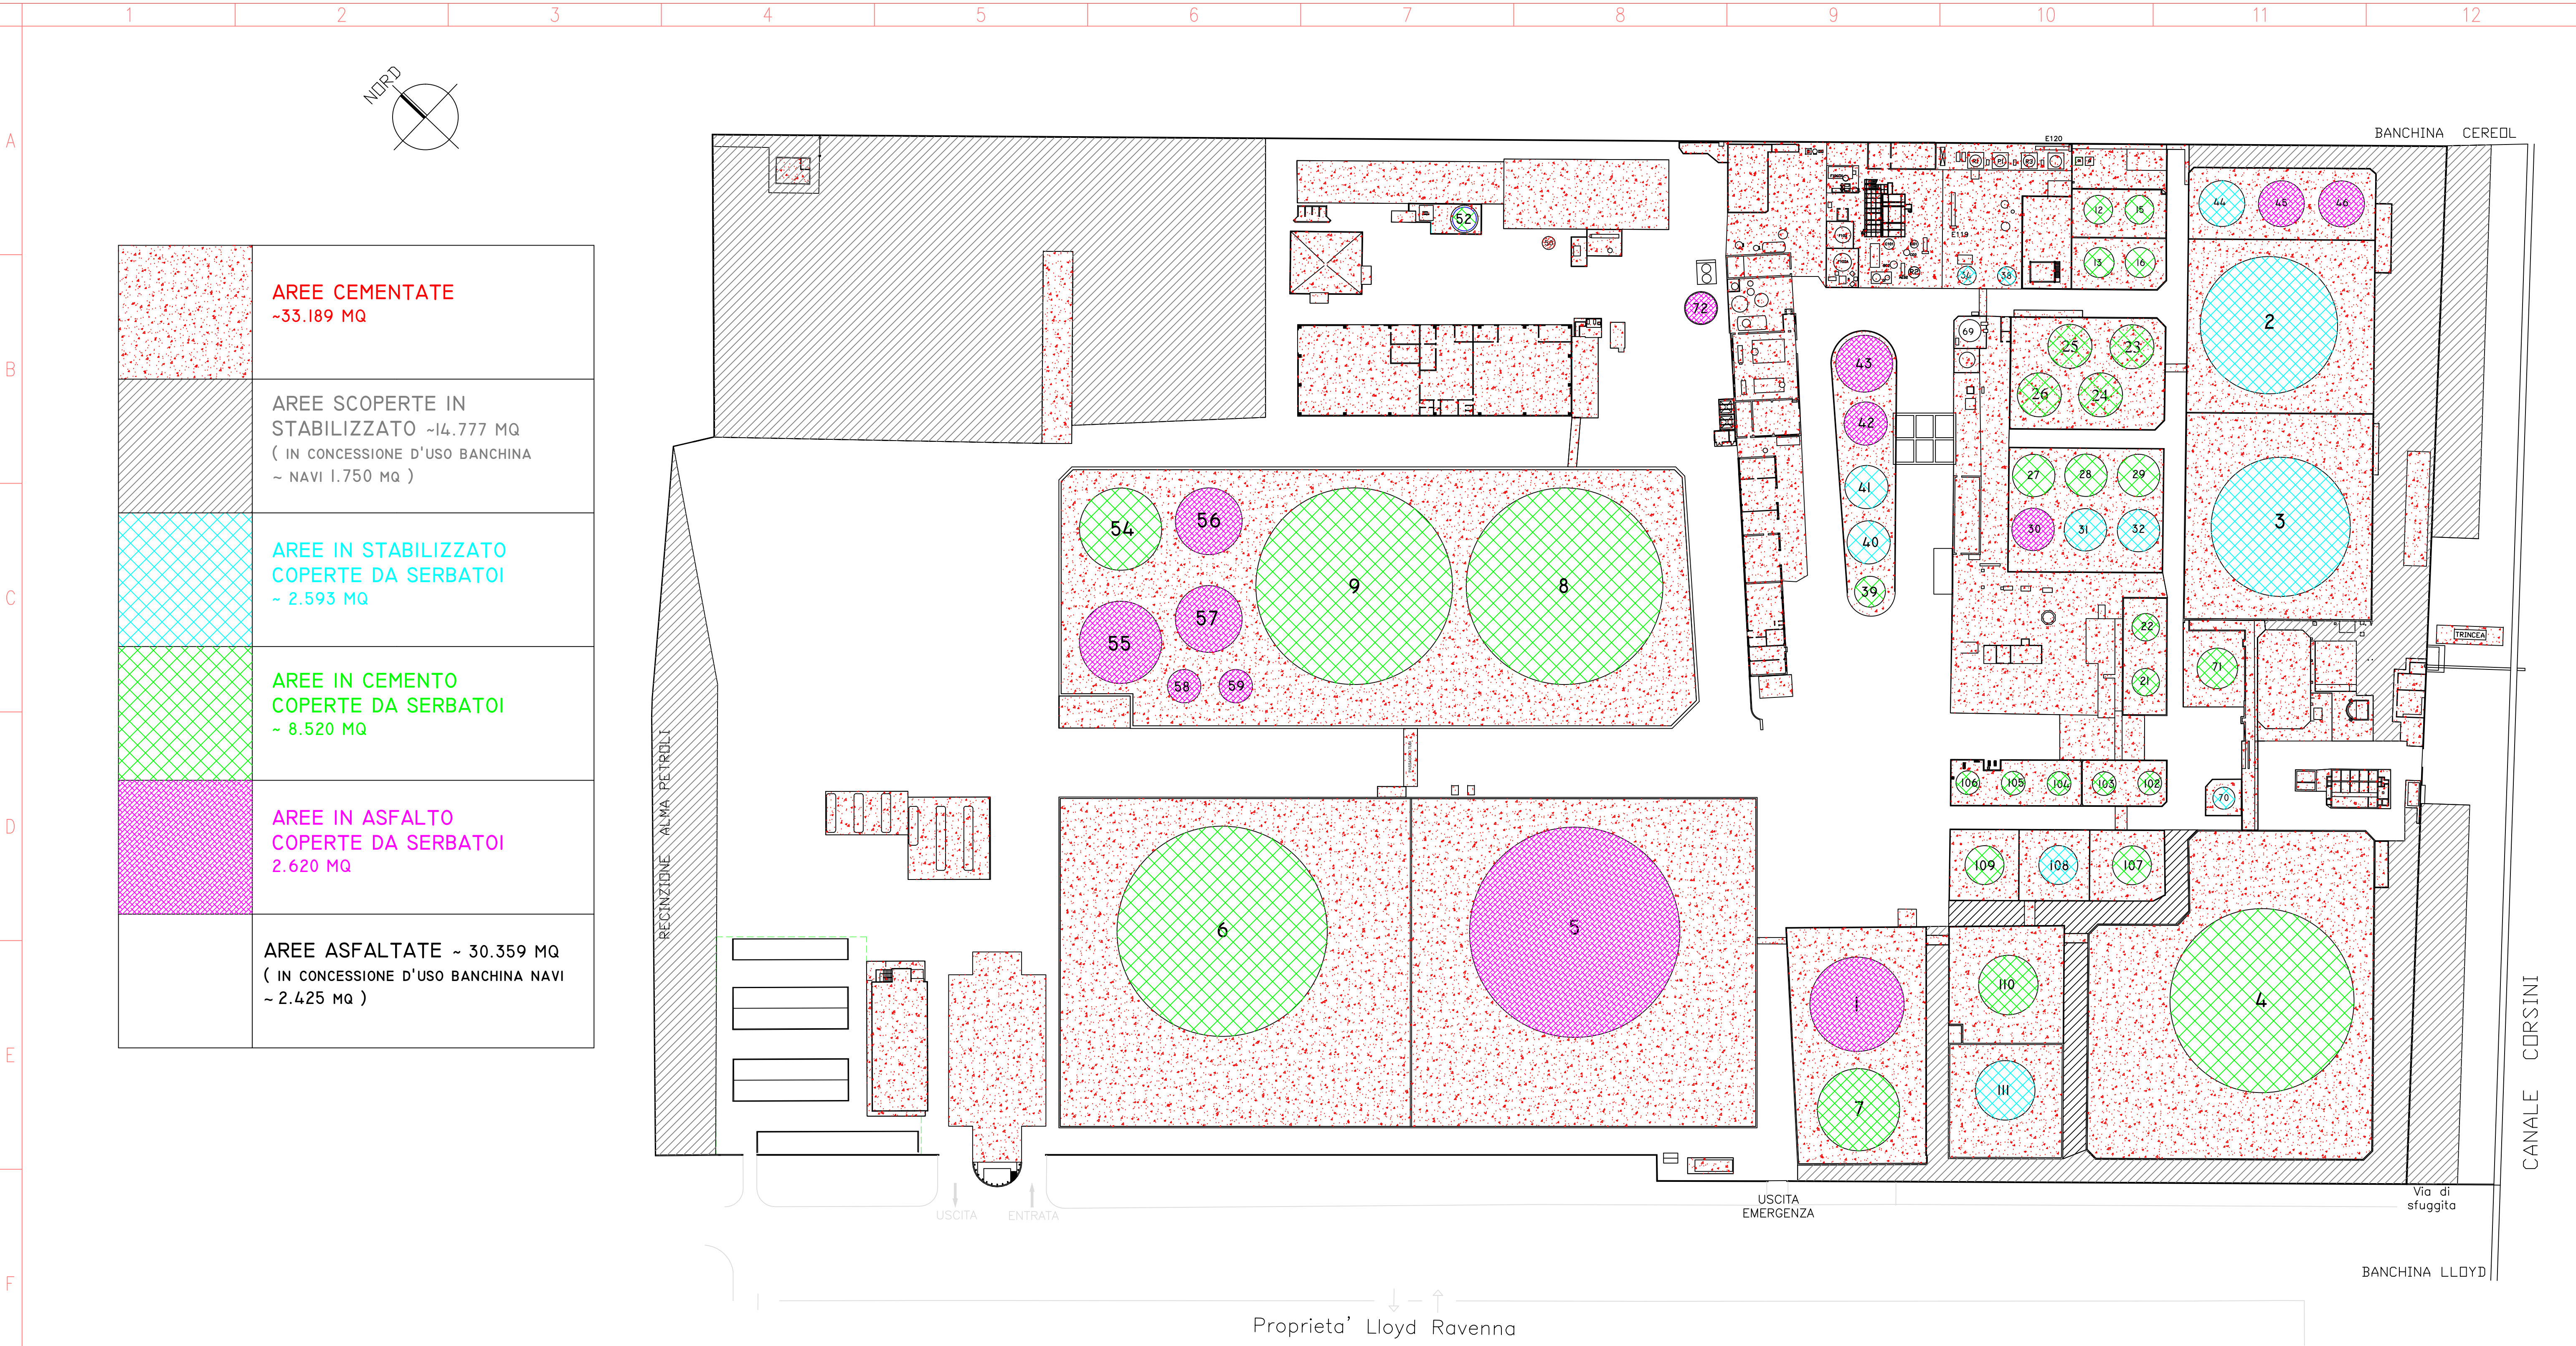 1 2 3 4 5 6 7 8 9 10 11 12
A
B
C
D
E
F
NORD
AREE CEMENTATE
~33.189 MQ
AREE SCOPERTE IN
STABILIZZATO ~14.777 MQ
( IN CONCESSIONE D'USO BANCHINA
~ NAVI 1.750 MQ )
AREE IN STABILIZZATO
COPERTE DA SERBATOI
~ 2.593 MQ
AREE IN CEMENTO
COPERTE DA SERBATOI
~ 8.520 MQ
AREE IN ASFALTO
COPERTE DA SERBATOI
2.620 MQ
AREE ASFALTATE ~ 30.359 MQ
( IN CONCESSIONE D'USO BANCHINA NAVI
~ 2.425 MQ )
BANCHINA CEREOL
E120
E119
52
50
72
34
38
12
15
13
16
44
45
46
2
69
25
23
26
24
43
42
41
40
39
27
28
29
30
31
32
3
54
56
9
8
55
57
58
59
22
21
71
TRINCEA
RECINZIONE ALMA PETROLI
106
105
104
103
102
70
109
108
107
6
5
1
7
110
111
4
CANALE CORSINI
USCITA
ENTRATA
USCITA
EMERGENZA
Via di
sfuggita
BANCHINA LLOYD
Proprieta' Lloyd Ravenna